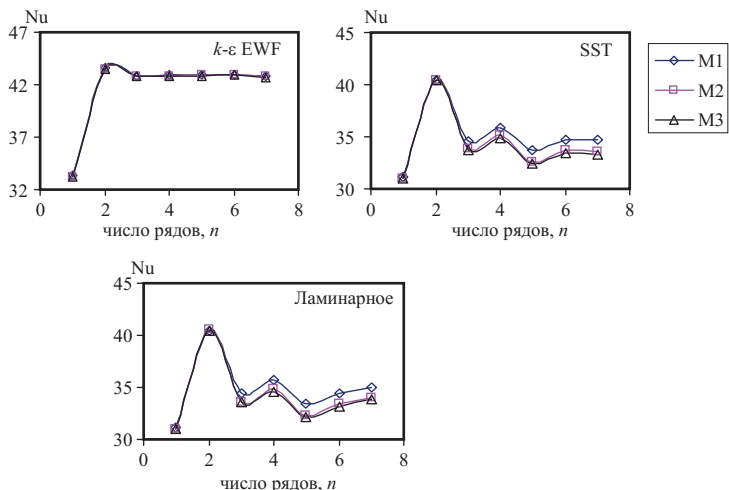 Nu
47
k-ε EWF
42
37
32
0 2 4 6 8
число рядов, n
Nu
45
SST
40
35
30
0 2 4 6 8
число рядов, n
M1
M2
M3
Nu
45
Ламинарное
40
35
30
0 2 4 6 8
число рядов, n